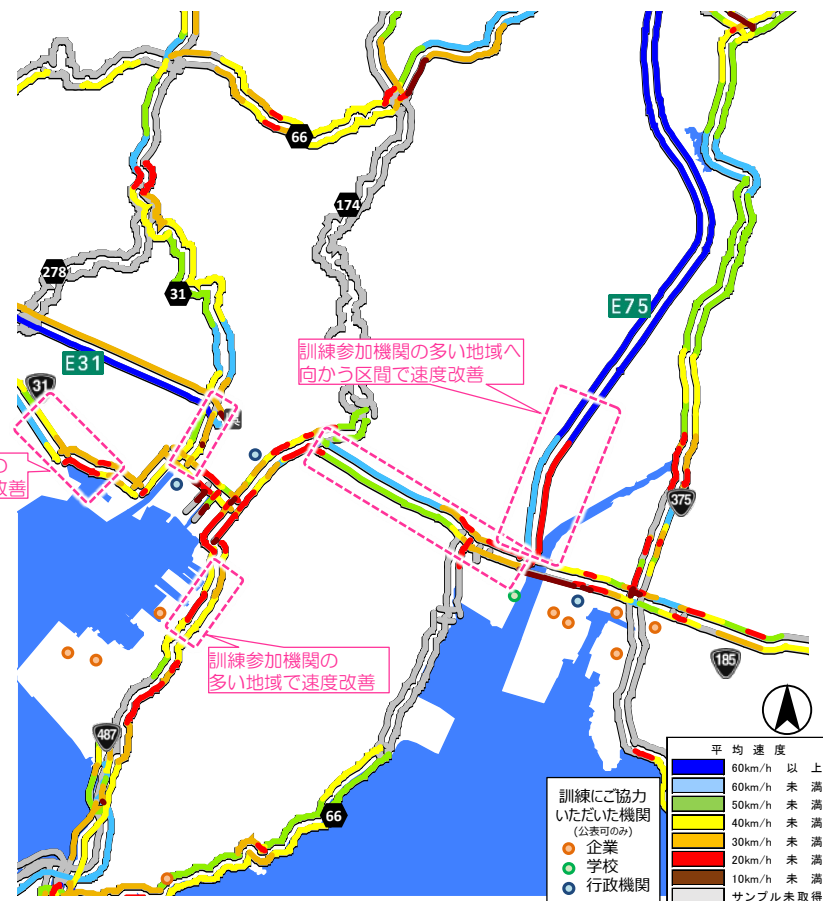 66
174
278
31
E75
E31
訓練参加機関の多い地域へ
向かう区間で速度改善
31
改善
375
訓練参加機関の
多い地域で速度改善
185
487
66
平均速度
60km/h 以上
60km/h 未満
50km/h 未満
40km/h 未満
30km/h 未満
20km/h 未満
10km/h 未満
サンプル未取得
訓練にご協力
いただいた機関
(公表可のみ)
企業
学校
行政機関